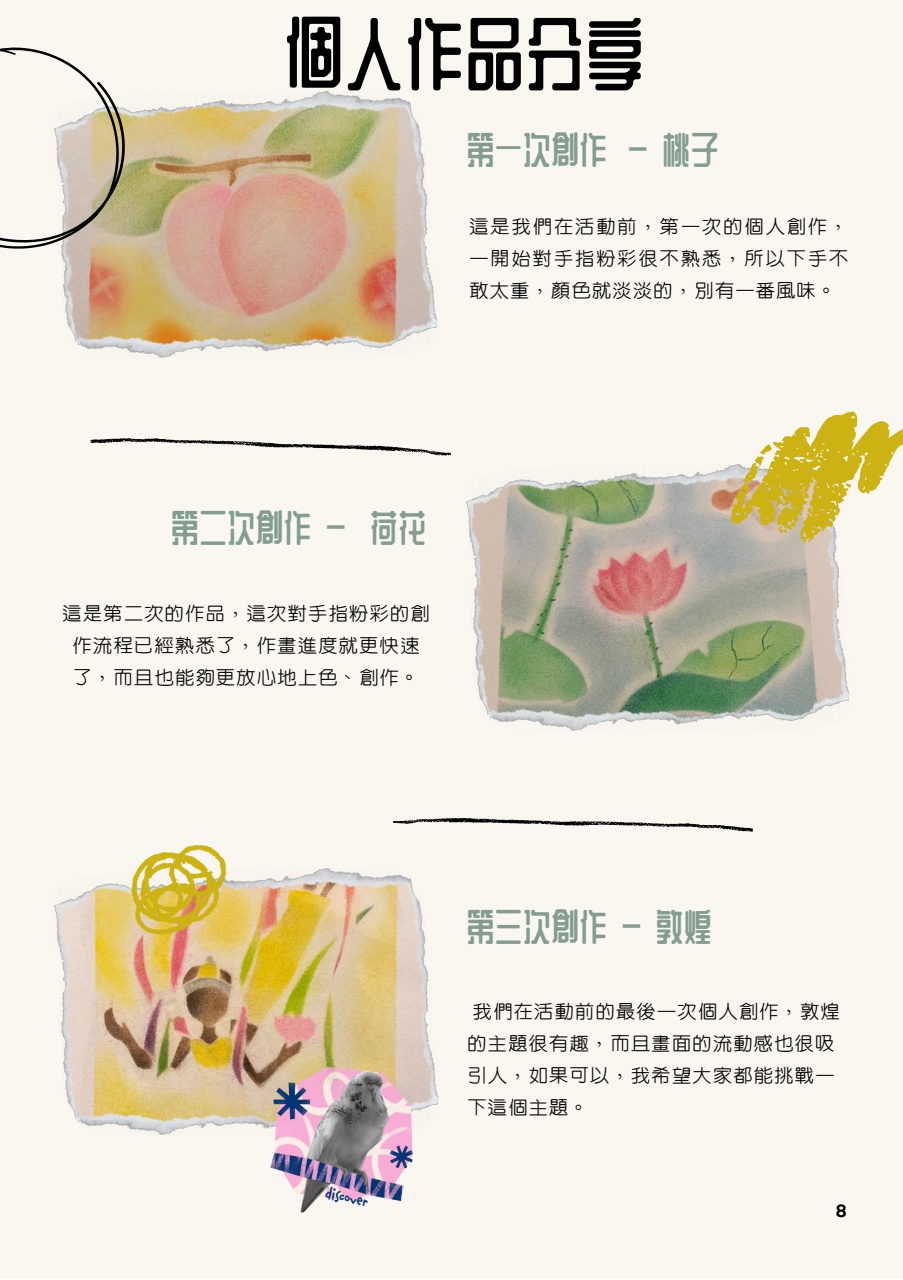 個人作品分享
第一次創作 - 桃子
這是我們在活動前，第一次的個人創作，
一開始對手指粉彩很不熟悉，所以下手不
敢太重，顏色就淡淡的，別有一番風味。
第二次創作 - 荷花
這是第二次的作品，這次對手指粉彩的創
作流程已經熟悉了，作畫進度就更快速
了，而且也能夠更放心地上色、創作。
第三次創作 - 敦煌
我們在活動前的最後一次個人創作，敦煌
的主題很有趣，而且畫面的流動感也很吸
引人，如果可以，我希望大家都能挑戰一
下這個主題。
discover
8